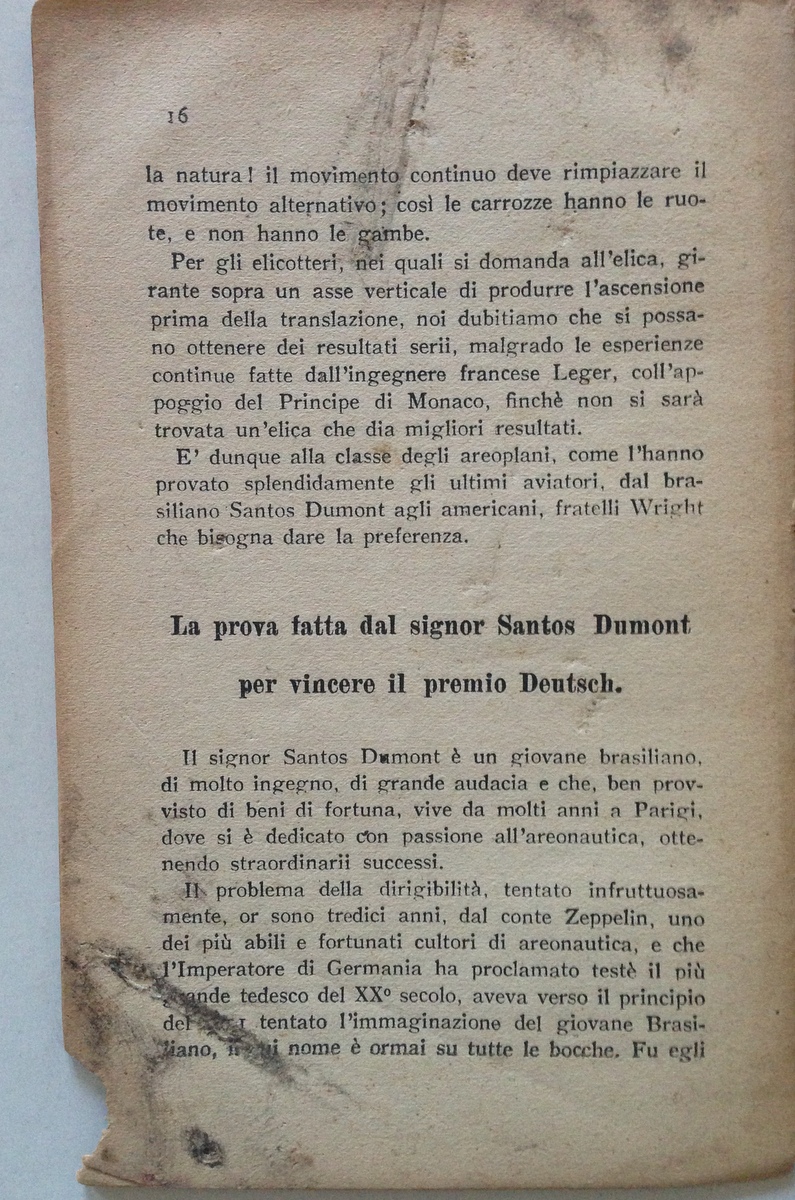 16
la natura! il movimento continuo deve rimpiazzare il
movimento alternativo; così le carrozze hanno le ruo-
te, e non hanno le gambe.
Per gli elicotteri, nei quali si domanda all'elica, gi-
rante sopra un asse verticale di produrre l'ascensione
prima della translazione, noi dubitiamo che si possa-
no ottenere dei resultati serii, malgrado le esperienze
continue fatte dall'ingegnere francese Leger, coll'ap-
poggio del Principe di Monaco, finchè non si sarà
trovata un'elica che dia migliori resultati.
E' dunque alla classe degli areoplani, come l'hanno
provato splendidamente gli ultimi aviatori, dal bra-
siliano Santos Dumont agli americani, fratelli Wright
che bisogna dare la preferenza.
La prova fatta dal signor Santos Dumont
per vincere il premio Deutsch.
Il signor Santos Dumont è un giovane brasiliano,
di molto ingegno, di grande audacia e che, ben prov-
visto di beni di fortuna, vive da molti anni a Parigi,
dove si è dedicato con passione all'areonautica, otte-
nendo straordinarii successi.
Il problema della dirigibilità, tentato infruttuosa-
mente, or sono tredici anni, dal conte Zeppelin, uno
dei più abili e fortunati cultori di areonautica, e che
l'Imperatore di Germania ha proclamato testè il più
grande tedesco del XXº secolo, aveva verso il principio
del tentato l'immaginazione del giovane Brasi-
liano, nome è ormai su tutte le bocche. Fu egli